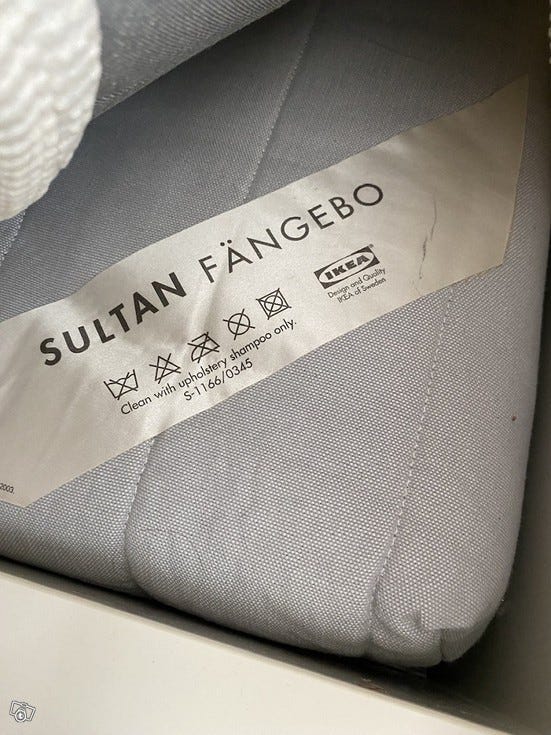 SULTAN FÄNGEBO
IKEA
Design and Quality
IKEA of Sweden
Clean with upholstery shampoo only.
S-1166/0345
2003